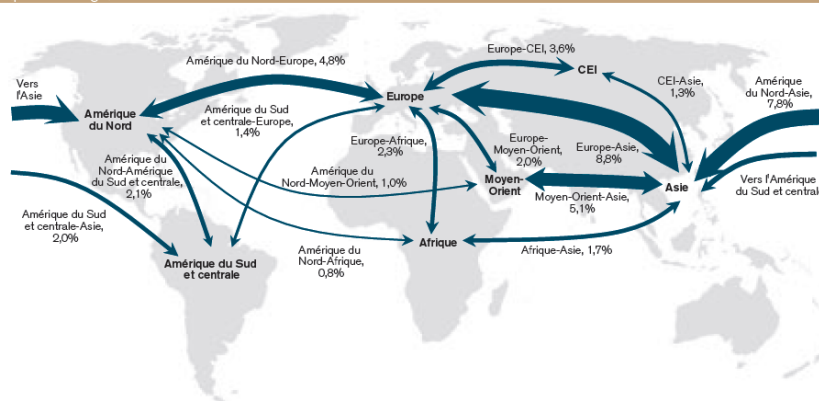 Amérique du Nord-Europe, 4,8%
Europe-CEI, 3,6%
CEI
Vers
l'Asie
CEI-Asie,
1,3%
Amérique
du Nord-Asie,
7,8%
Europe
Amérique
du Nord
Amérique du Sud
et centrale-Europe,
1,4%
Europe-Afrique,
2,3%
Europe-
Moyen-Orient,
2,0%
Europe-Asie,
8,8%
Amérique du
Nord-Amérique
du Sud et centrale,
2,1%
Amérique du
Nord-Moyen-Orient, 1,0%
Moyen-
Orient
Moyen-Orient-Asie,
5,1%
Asie
Vers l'Amérique
du Sud et centrale
Amérique du Sud
et centrale-Asie,
2,0%
Amérique du Sud
et centrale
Amérique du
Nord-Afrique,
0,8%
Afrique
Afrique-Asie, 1,7%